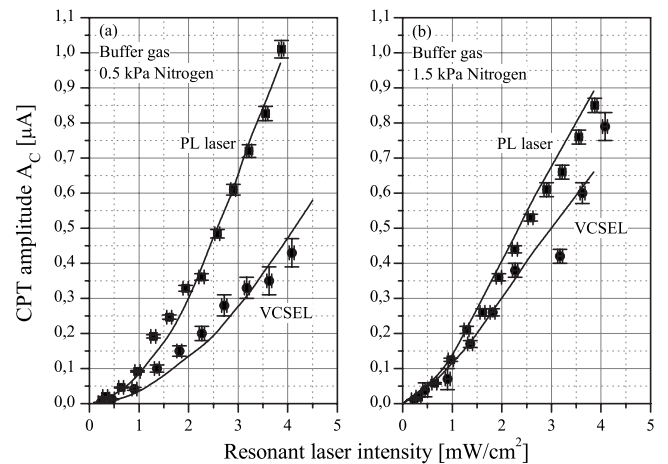 (a)
Buffer gas
0.5 kPa Nitrogen
PL laser
VCSEL
1,1
1,0
0,9
0,8
0,7
0,6
0,5
0,4
0,3
0,2
0,1
0,0
0 1 2 3 4 5
CPT amplitude A_C [µA]
(b)
Buffer gas
1.5 kPa Nitrogen
PL laser
VCSEL
0 1 2 3 4 5
Resonant laser intensity [mW/cm²]